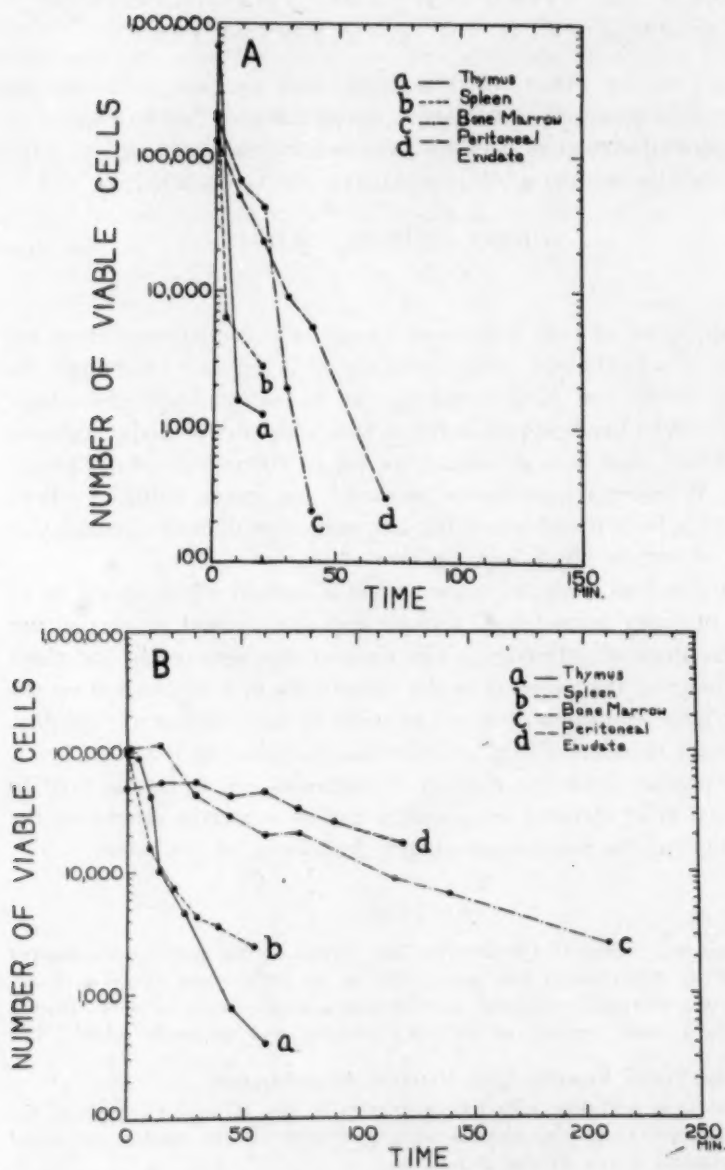 A
1,000,000
100,000
10,000
1,000
100
NUMBER OF VIABLE CELLS
a Thymus
b Spleen
c Bone Marrow
d Peritoneal
Exudate
b
a
c
d
0 50 100 150
MIN.
TIME
B
1,000,000
100,000
10,000
1,000
100
NUMBER OF VIABLE CELLS
a Thymus
b Spleen
c Bone Marrow
d Peritoneal
Exudate
d
c
b
a
0 50 100 150 200 250
MIN.
TIME